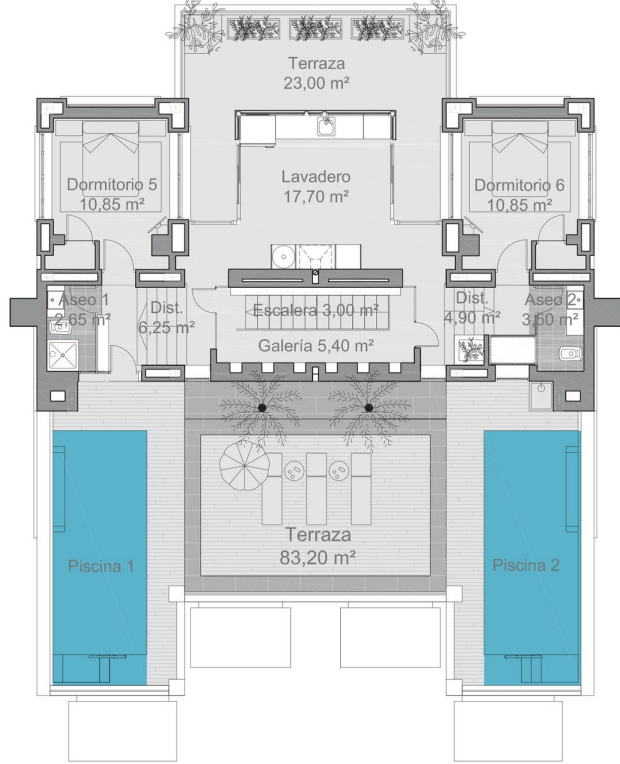 Terraza
23,00 m²
Lavadero
17,70 m²
Dormitorio 5
10,85 m²
Dormitorio 6
10,85 m²
Aseo 1
2,65 m²
Dist.
6,25 m²
Escalera 3,00 m²
Galería 5,40 m²
Dist.
4,90 m²
Aseo 2
3,50 m²
Terraza
83,20 m²
Piscina 1
Piscina 2